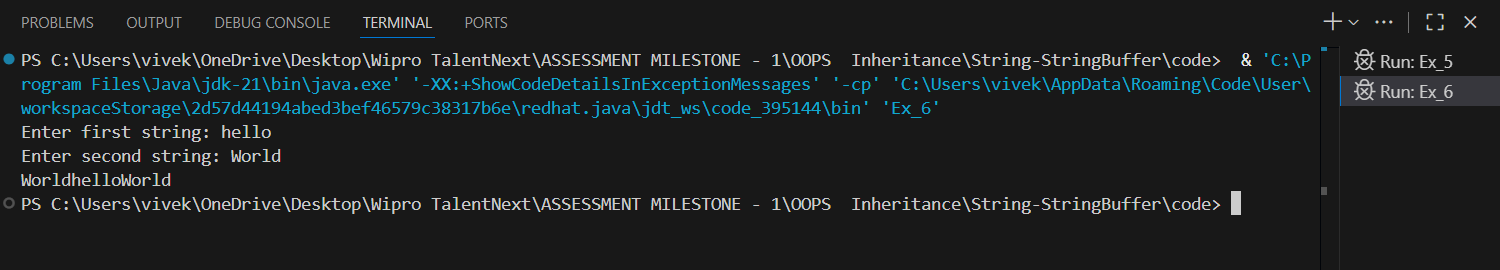 PROBLEMS OUTPUT DEBUG CONSOLE TERMINAL PORTS
PS C:\Users\vivek\OneDrive\Desktop\Wipro TalentNext\ASSESSMENT MILESTONE - 1\OOPS  Inheritance\String-StringBuffer\code>  & 'C:\P
rogram Files\Java\jdk-21\bin\java.exe' '-XX:+ShowCodeDetailsInExceptionMessages' '-cp' 'C:\Users\vivek\AppData\Roaming\Code\User\
workspaceStorage\2d57d44194abed3bef46579c38317b6e\redhat.java\jdt_ws\code_395144\bin' 'Ex_6'
Enter first string: hello
Enter second string: World
WorldhelloWorld
PS C:\Users\vivek\OneDrive\Desktop\Wipro TalentNext\ASSESSMENT MILESTONE - 1\OOPS  Inheritance\String-StringBuffer\code>
Run: Ex_5
Run: Ex_6